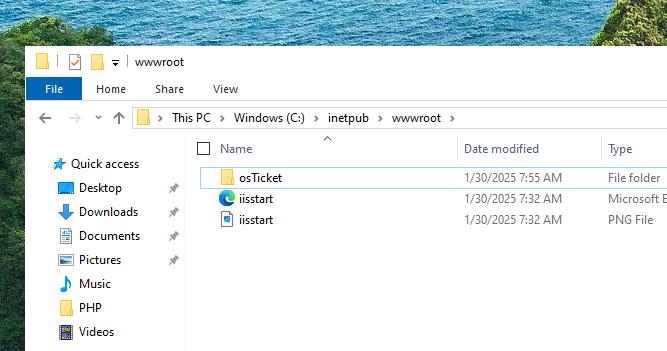 wwwroot
File Home Share View
This PC Windows (C:) inetpub wwwroot
Name Date modified Type
Quick access
Desktop
Downloads
Documents
Pictures
Music
PHP
Videos
osTicket 1/30/2025 7:55 AM File folder
iisstart 1/30/2025 7:32 AM Microsoft E
iisstart 1/30/2025 7:32 AM PNG File